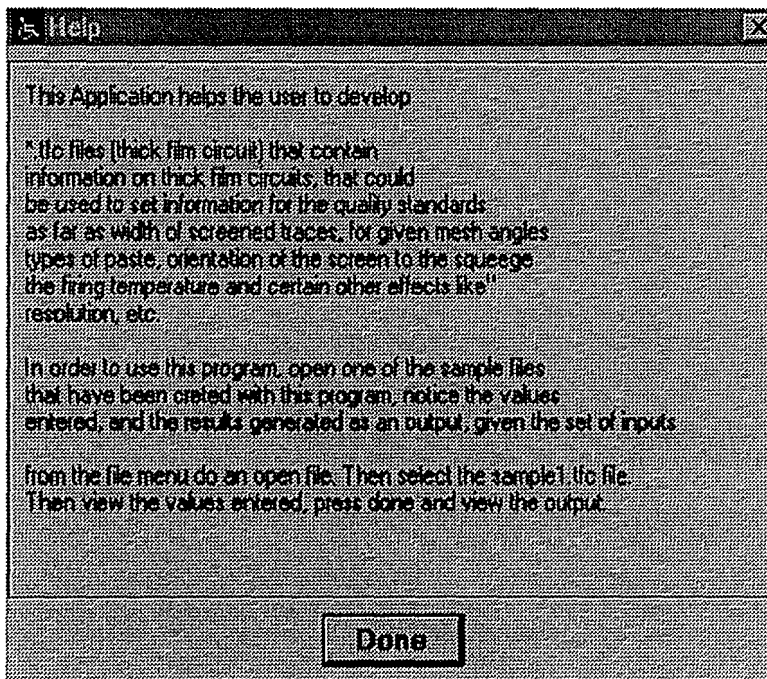 Help
This Application helps the user to develop
*.tfc files (thick film circuit) that contain
information on thick film circuits, that could
be used to set information for the quality standards
as far as width of screened traces, for given mesh angles
types of paste, orientation of the screen to the squeege
the firing temperature and certain other effects like"
resolution, etc.
In order to use this program, open one of the sample files
that have been creted with this program, notice the values
entered, and the results generated as an output, given the set of inputs
from the file menu do an open file. Then select the sample1.tfc file.
Then view the values entered, press done and view the output.
Done